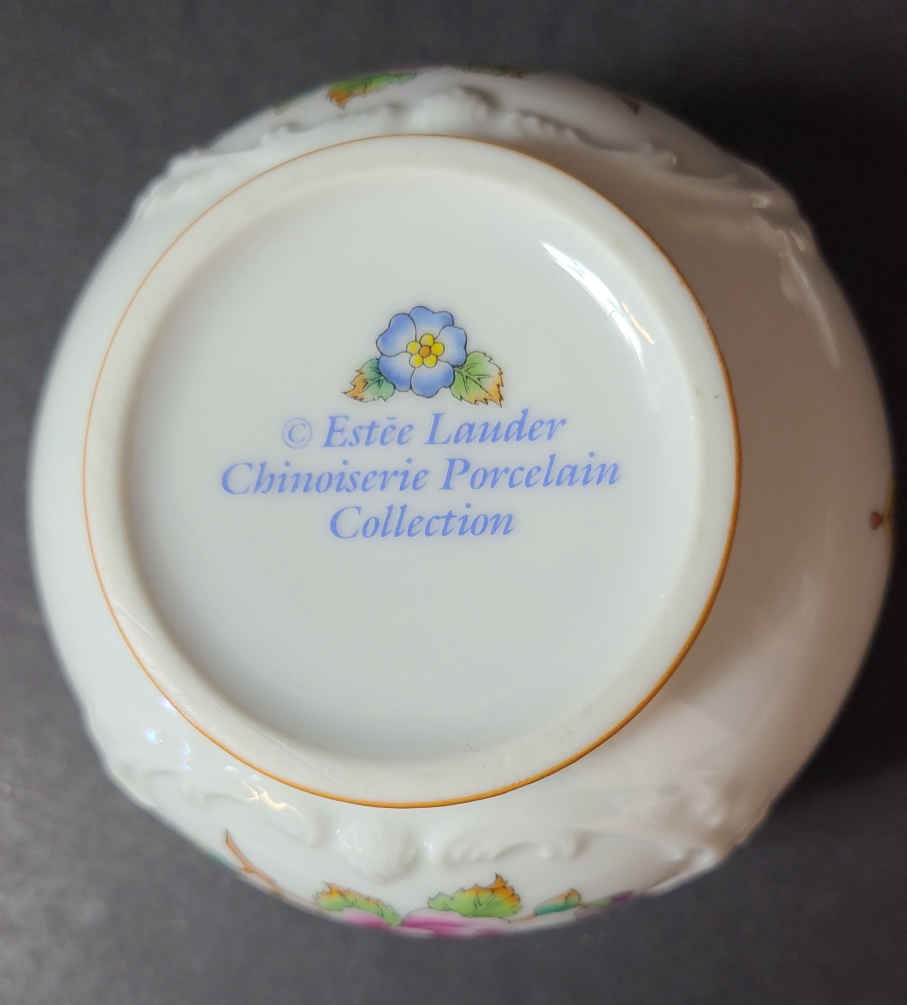 © Estēe Lauder
Chinoiserie Porcelain
Collection